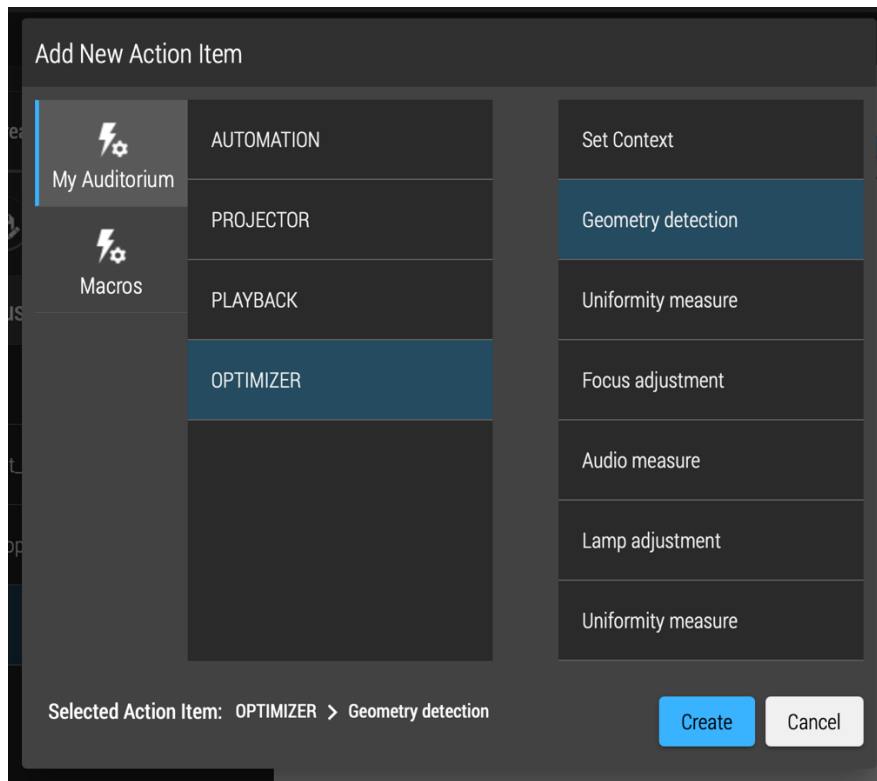 Add New Action Item
My Auditorium
Macros
AUTOMATION
PROJECTOR
PLAYBACK
OPTIMIZER
Set Context
Geometry detection
Uniformity measure
Focus adjustment
Audio measure
Lamp adjustment
Uniformity measure
Selected Action Item: OPTIMIZER > Geometry detection
Create
Cancel